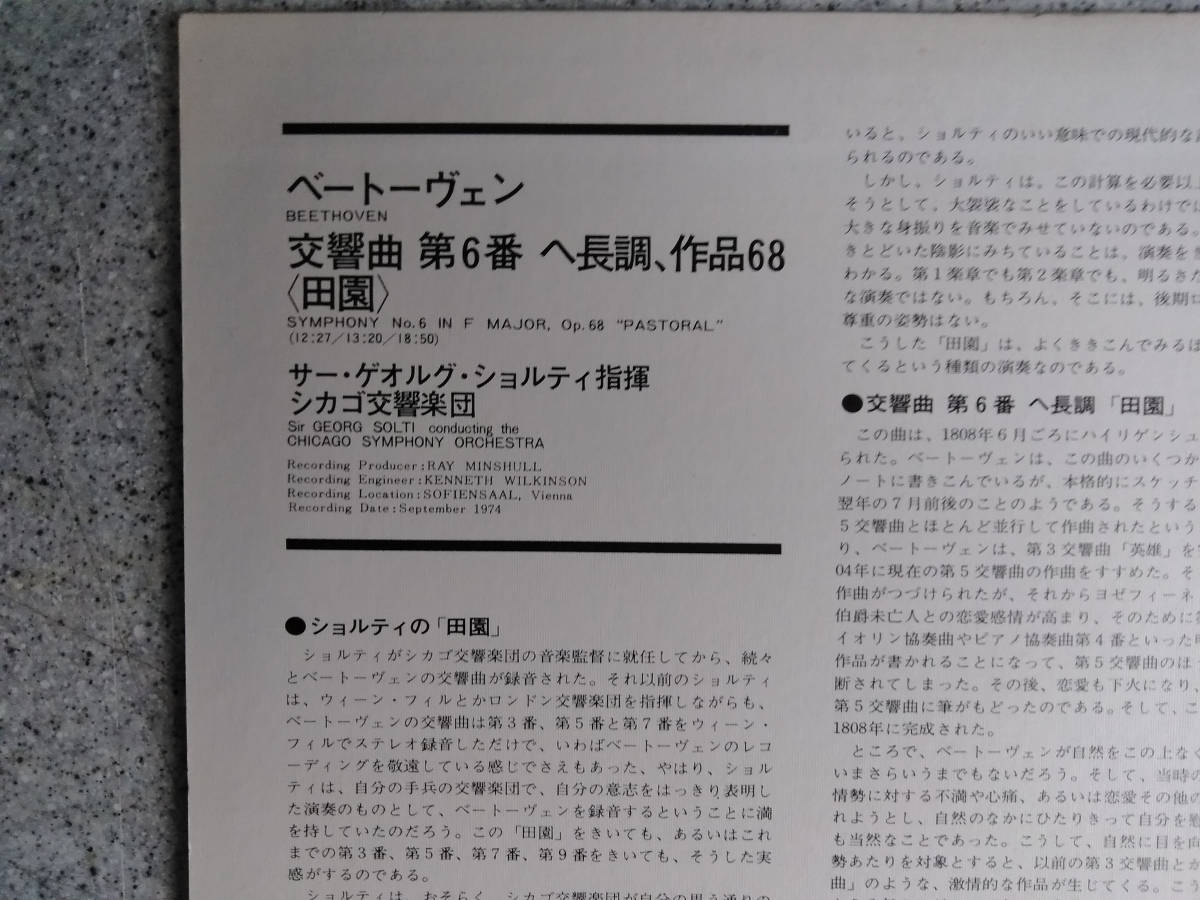 ベートーヴェン
BEETHOVEN
交響曲 第6番 ヘ長調、作品68
〈田園〉
SYMPHONY No.6 IN F MAJOR, Op.68 "PASTORAL"
(12:27/13:20/18:50)
サー・ゲオルグ・ショルティ指揮
シカゴ交響楽団
Sir GEORG SOLTI conducting the
CHICAGO SYMPHONY ORCHESTRA
Recording Producer:RAY MINSHULL
Recording Engineer:KENNETH WILKINSON
Recording Location:SOFIENSAAL, Vienna
Recording Date:September 1974
●ショルティの「田園」
ショルティがシカゴ交響楽団の音楽監督に就任してから、続々
とベートーヴェンの交響曲が録音された。それ以前のショルティ
は、ウィーン・フィルとかロンドン交響楽団を指揮しながらも、
ベートーヴェンの交響曲は第3番、第5番と第7番をウィーン・
フィルでステレオ録音しただけで、いわばベートーヴェンのレコ
ーディングを敬遠している感じでさえもあった、やはり、ショル
ティは、自分の手兵の交響楽団で、自分の意志をはっきり表明し
た演奏のものとして、ベートーヴェンを録音するということに満
を持していたのだろう。この「田園」をきいても、あるいはこれ
までの第3番、第5番、第7番、第9番をきいても、そうした実
感がするのである。
ショルティは、おそらく、シカゴ交響楽団が自分の思う通りの
いると、ショルティのいい意味での現代的な
られるのである。
しかし、ショルティは、この計算を必要以上
そうとして、大袈裟なことをしているわけでは
大きな身振りを音楽でみせていないのである。
きとどいた陰影にみちていることは、演奏を
わかる。第1楽章でも第2楽章でも、明るさだ
な演奏ではない。もちろん、そこには、後期ロ
尊重の姿勢はない。
こうした「田園」は、よくききこんでみるほ
てくるという種類の演奏なのである。
●交響曲 第6番 ヘ長調「田園」
この曲は、1808年6月ごろにハイリゲンシュ
られた。ベートーヴェンは、この曲のいくつか
ノートに書きこんでいるが、本格的にスケッチ
翌年の7月前後のことのようである。そうする
5交響曲とほとんど並行して作曲されたという
り、ベートーヴェンは、第3交響曲「英雄」を
04年に現在の第5交響曲の作曲をすすめた。そ
作曲がつづけられたが、それからヨゼフィーネ
伯爵未亡人との恋愛感情が高まり、そのために
イオリン協奏曲やピアノ協奏曲第4番といった
作品が書かれることになって、第5交響曲のほ
断されてしまった。その後、恋愛も下火になり、
第5交響曲に筆がもどったのである。そして、こ
1808年に完成された。
ところで、ベートーヴェンが自然をこの上なく
いまさらいうまでもないだろう。そして、当時の
情勢に対する不満や心痛、あるいは恋愛その他の
れようとし、自然のなかにひたりきって自分を
も当然なことであった。こうして、自然に目を向
勢あたりを対象とすると、以前の第3交響曲とか
曲」のような、激情的な作品が生じてくる。こう